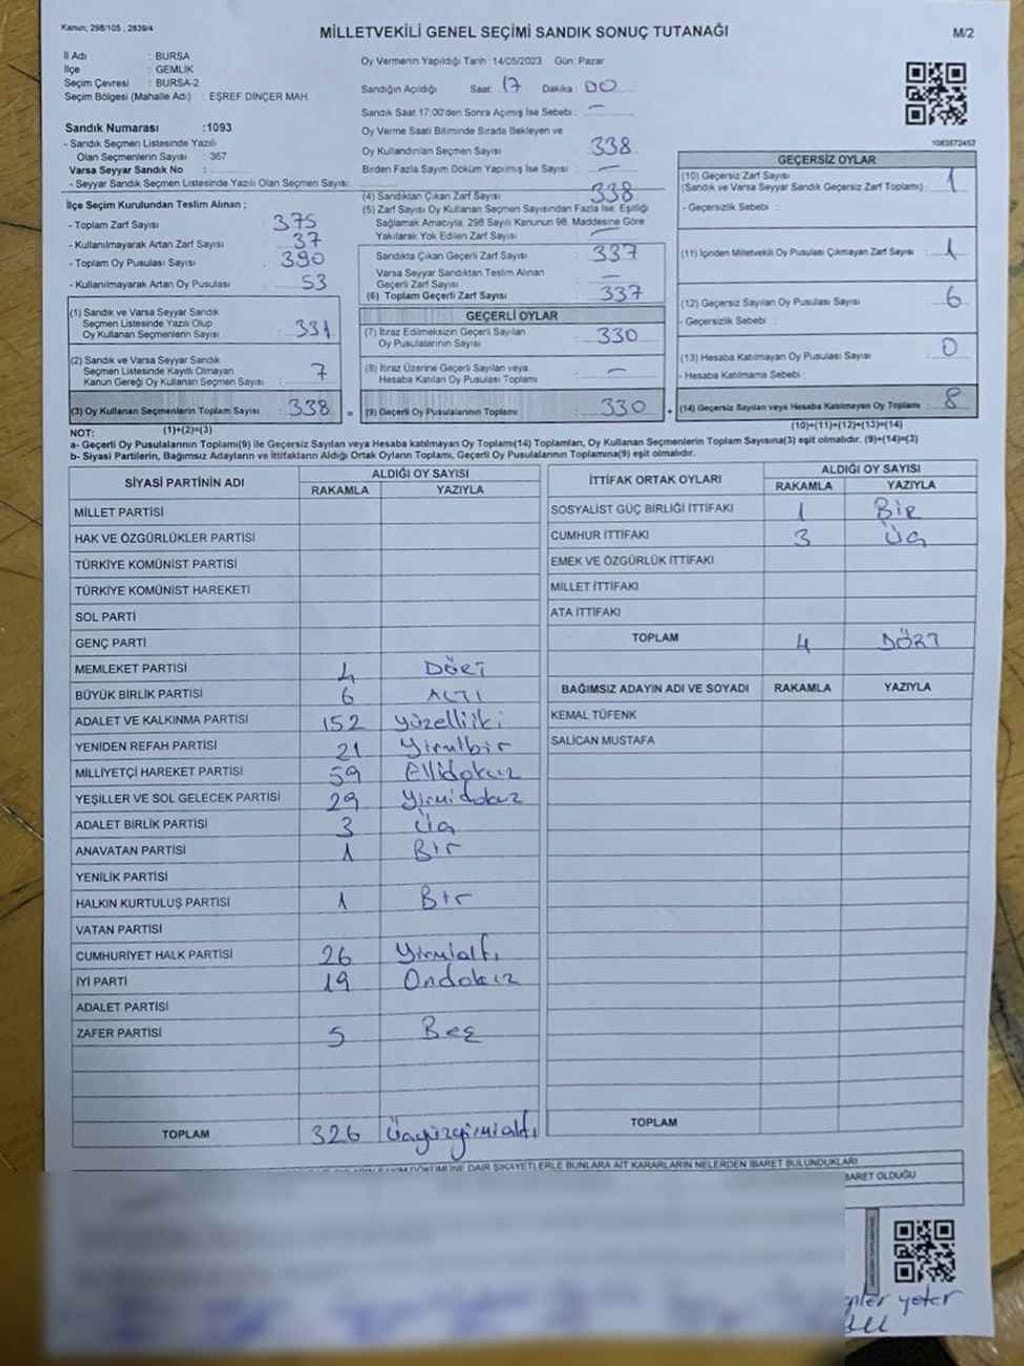 Kanun; 298/105 , 2839/4
MİLLETVEKİLİ GENEL SEÇİMİ SANDIK SONUÇ TUTANAĞI
M/2
İl Adı : BURSA
İlçe : GEMLİK
Seçim Çevresi : BURSA-2
Seçim Bölgesi (Mahalle Adı) : EŞREF DİNÇER MAH.
Sandık Numarası :1093
- Sandık Seçmen Listesinde Yazılı
Olan Seçmenlerin Sayısı : 367
Varsa Seyyar Sandık No :
- Seyyar Sandık Seçmen Listesinde Yazılı Olan Seçmen Sayısı:
İlçe Seçim Kurulundan Teslim Alınan ;
- Toplam Zarf Sayısı 375
- Kullanılmayarak Artan Zarf Sayısı 37
- Toplam Oy Pusulası Sayısı 390
- Kullanılmayarak Artan Oy Pusulası 53
(1) Sandık ve Varsa Seyyar Sandık
Seçmen Listesinde Yazılı Olup
Oy Kullanan Seçmenlerin Sayısı 331
(2) Sandık ve Varsa Seyyar Sandık
Seçmen Listesinde Kayıtlı Olmayan
Kanun Gereği Oy Kullanan Seçmen Sayısı 7
(3) Oy Kullanan Seçmenlerin Toplam Sayısı 338 =
(1)+(2)=(3)
Oy Vermenin Yapıldığı Tarih :14/05/2023 Gün: Pazar
Sandığın Açıldığı Saat: 17 Dakika: 00
Sandık Saat 17:00'den Sonra Açılmış İse Sebebi : —
Oy Verme Saati Bitiminde Sırada Bekleyen ve
Oy Kullandırılan Seçmen Sayısı 338
Birden Fazla Sayım Döküm Yapılmış İse Sayısı —
(4) Sandıktan Çıkan Zarf Sayısı 338
(5) Zarf Sayısı Oy Kullanan Seçmen Sayısından Fazla İse; Eşitliği
Sağlamak Amacıyla, 298 Sayılı Kanunun 98. Maddesine Göre
Yakılarak Yok Edilen Zarf Sayısı —
Sandıkta Çıkan Geçerli Zarf Sayısı 337
Varsa Seyyar Sandıktan Teslim Alınan
Geçerli Zarf Sayısı —
(6) Toplam Geçerli Zarf Sayısı 337
GEÇERLİ OYLAR
(7) İtiraz Edilmeksizin Geçerli Sayılan
Oy Pusulalarının Sayısı 330
(8) İtiraz Üzerine Geçerli Sayılan veya
Hesaba Katılan Oy Pusulası Toplamı —
(9) Geçerli Oy Pusulalarının Toplamı 330 +
1083672452
GEÇERSİZ OYLAR
(10) Geçersiz Zarf Sayısı 1
(Sandık ve Varsa Seyyar Sandık Geçersiz Zarf Toplamı)
- Geçersizlik Sebebi :
(11) İçinden Milletvekili Oy Pusulası Çıkmayan Zarf Sayısı 1
(12) Geçersiz Sayılan Oy Pusulası Sayısı 6
- Geçersizlik Sebebi :
(13) Hesaba Katılmayan Oy Pusulası Sayısı 0
- Hesaba Katılmama Sebebi :
(14) Geçersiz Sayılan veya Hesaba Katılmayan Oy Toplamı 8
(10)+(11)+(12)+(13)=(14)
NOT:
a- Geçerli Oy Pusulalarının Toplamı(9) ile Geçersiz Sayılan veya Hesaba katılmayan Oy Toplamı(14) Toplamları, Oy Kullanan Seçmenlerin Toplam Sayısına(3) eşit olmalıdır. (9)+(14)=(3)
b- Siyasi Partilerin, Bağımsız Adayların ve İttifakların Aldığı Ortak Oyların Toplamı, Geçerli Oy Pusulalarının Toplamına(9) eşit olmalıdır.
SİYASİ PARTİNİN ADI ALDIĞI OY SAYISI
RAKAMLA YAZIYLA
MİLLET PARTİSİ
HAK VE ÖZGÜRLÜKLER PARTİSİ
TÜRKİYE KOMÜNİST PARTİSİ
TÜRKİYE KOMÜNİST HAREKETİ
SOL PARTİ
GENÇ PARTİ
MEMLEKET PARTİSİ 4 DÖRT
BÜYÜK BİRLİK PARTİSİ 6 ALTI
ADALET VE KALKINMA PARTİSİ 152 yüzelliiki
YENİDEN REFAH PARTİSİ 21 Yirmibir
MİLLİYETÇİ HAREKET PARTİSİ 59 Ellidokuz
YEŞİLLER VE SOL GELECEK PARTİSİ 29 Yirmidokuz
ADALET BİRLİK PARTİSİ 3 Üç
ANAVATAN PARTİSİ 1 Bir
YENİLİK PARTİSİ
HALKIN KURTULUŞ PARTİSİ 1 Bir
VATAN PARTİSİ
CUMHURİYET HALK PARTİSİ 26 Yirmialtı
İYİ PARTİ 19 Ondokuz
ADALET PARTİSİ
ZAFER PARTİSİ 5 Beş
TOPLAM 326 Üçyüzyirmialtı
İTTİFAK ORTAK OYLARI ALDIĞI OY SAYISI
RAKAMLA YAZIYLA
SOSYALİST GÜÇ BİRLİĞİ İTTİFAKI 1 Bir
CUMHUR İTTİFAKI 3 Üç
EMEK VE ÖZGÜRLÜK İTTİFAKI
MİLLET İTTİFAKI
ATA İTTİFAKI
TOPLAM 4 DÖRT
BAĞIMSIZ ADAYIN ADI VE SOYADI RAKAMLA YAZIYLA
KEMAL TÜFENK
SALİCAN MUSTAFA
TOPLAM
DÖKÜMÜNE DAİR ŞİKAYETLERLE BUNLARA AİT KARARLARIN NELERDEN İBARET BULUNDUKLARI
İBARET OLDUĞU
yeter